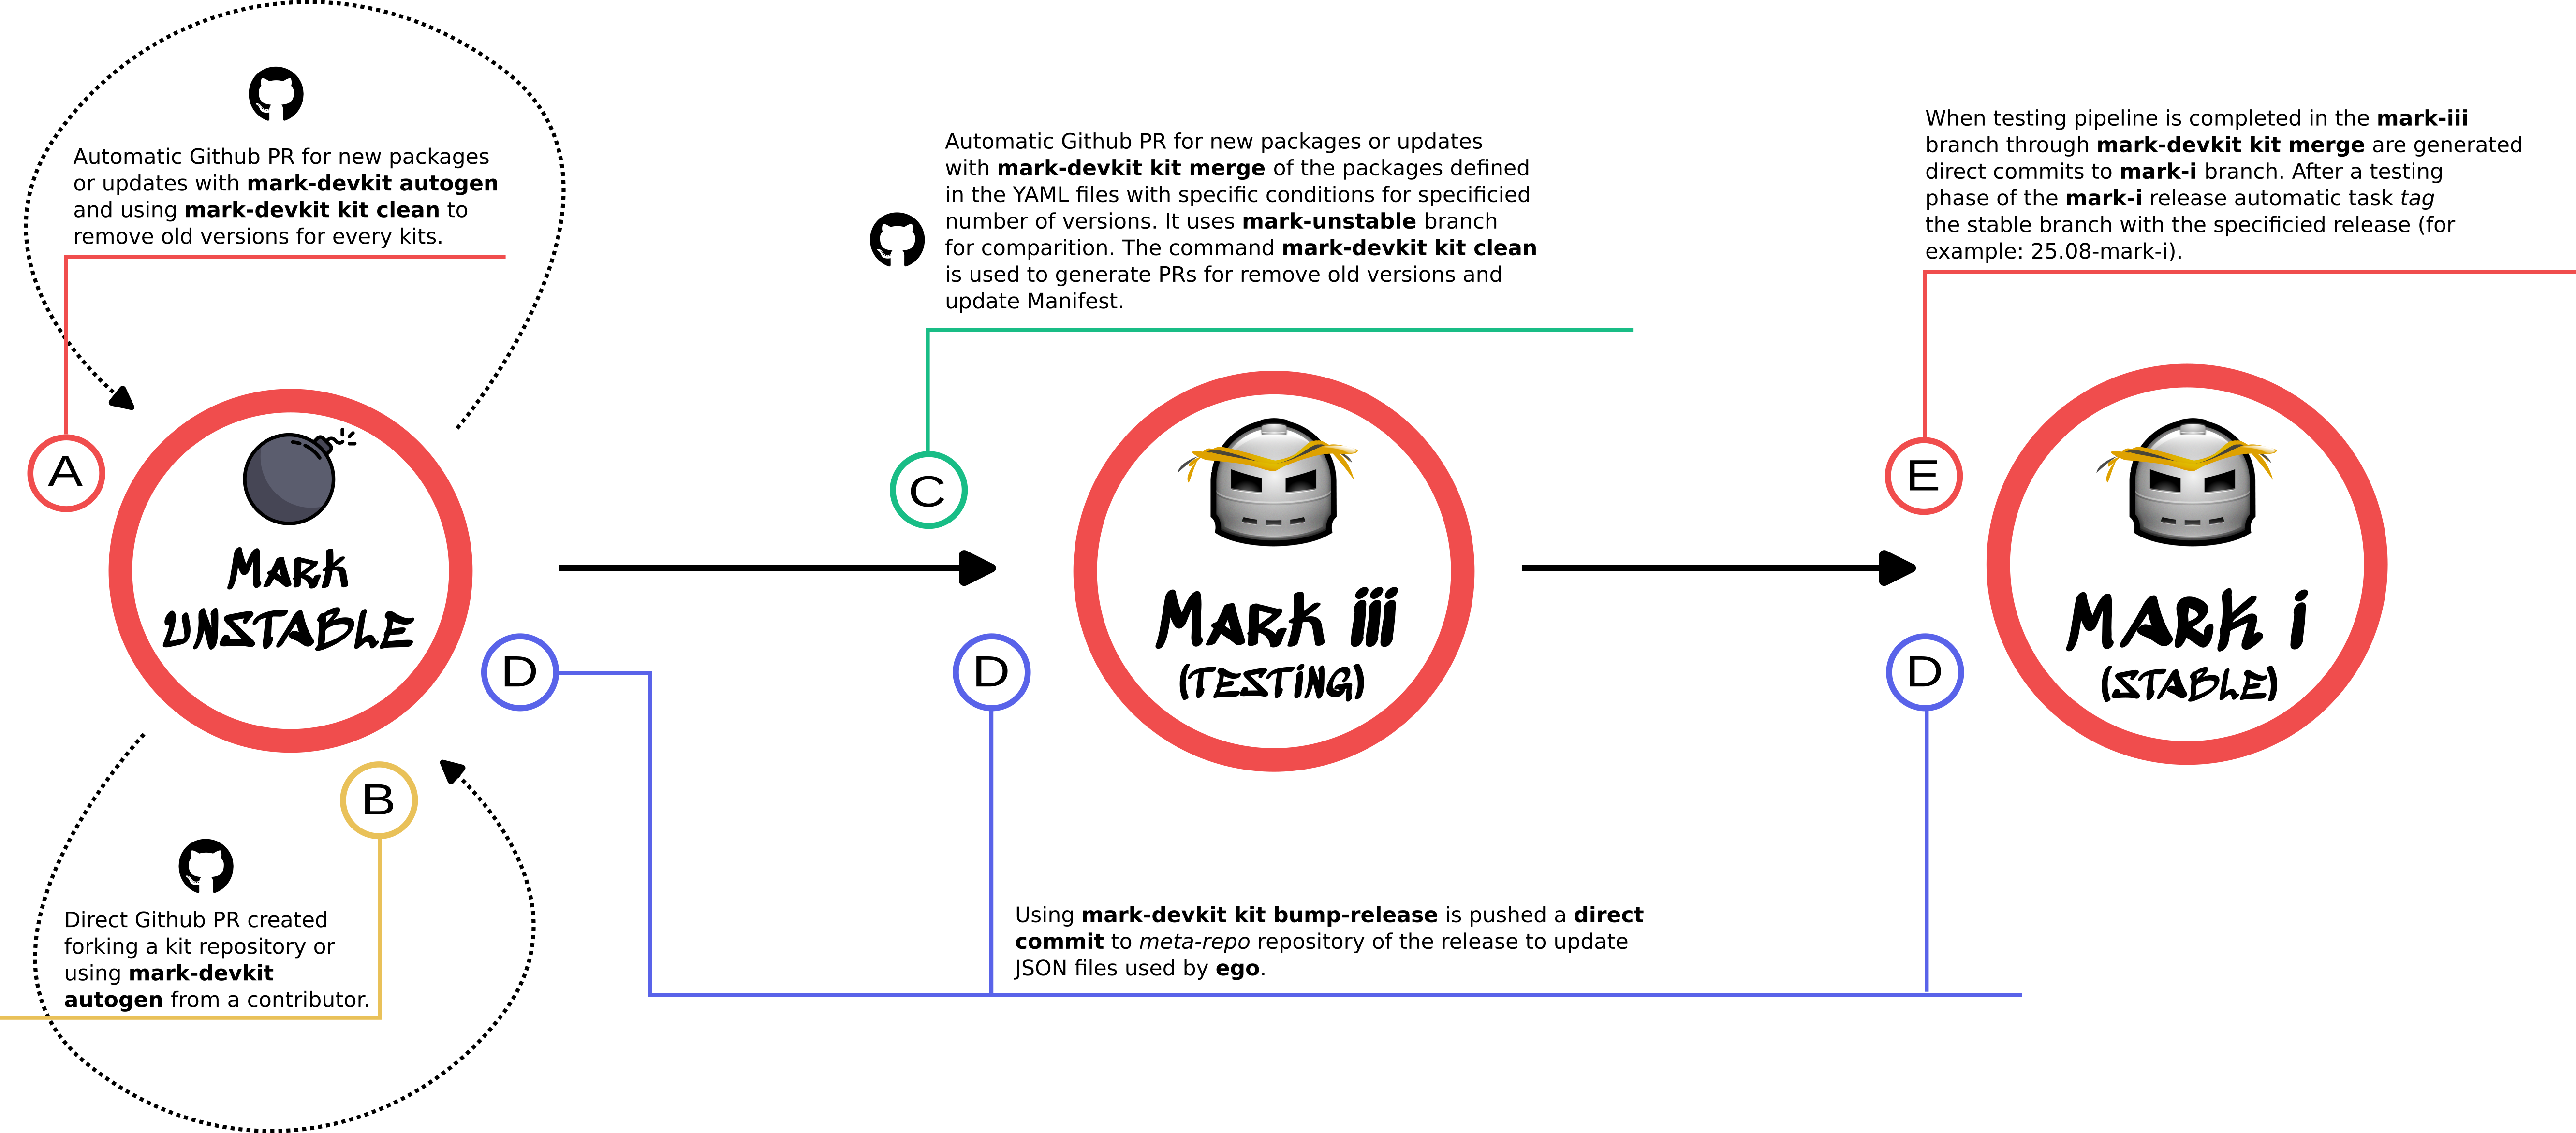 Automatic Github PR for new packages
or updates with mark-devkit autogen
and using mark-devkit kit clean to
remove old versions for every kits.
A
Mark
Unstable
B
Direct Github PR created
forking a kit repository or
using mark-devkit
autogen from a contributor.
Automatic Github PR for new packages or updates
with mark-devkit kit merge of the packages defined
in the YAML files with specific conditions for specificied
number of versions. It uses mark-unstable branch
for comparition. The command mark-devkit kit clean
is used to generate PRs for remove old versions and
update Manifest.
C
Mark iii
(Testing)
D
D
Using mark-devkit kit bump-release is pushed a direct
commit to meta-repo repository of the release to update
JSON files used by ego.
When testing pipeline is completed in the mark-iii
branch through mark-devkit kit merge are generated
direct commits to mark-i branch. After a testing
phase of the mark-i release automatic task tag
the stable branch with the specificied release (for
example: 25.08-mark-i).
E
Mark i
(Stable)
D